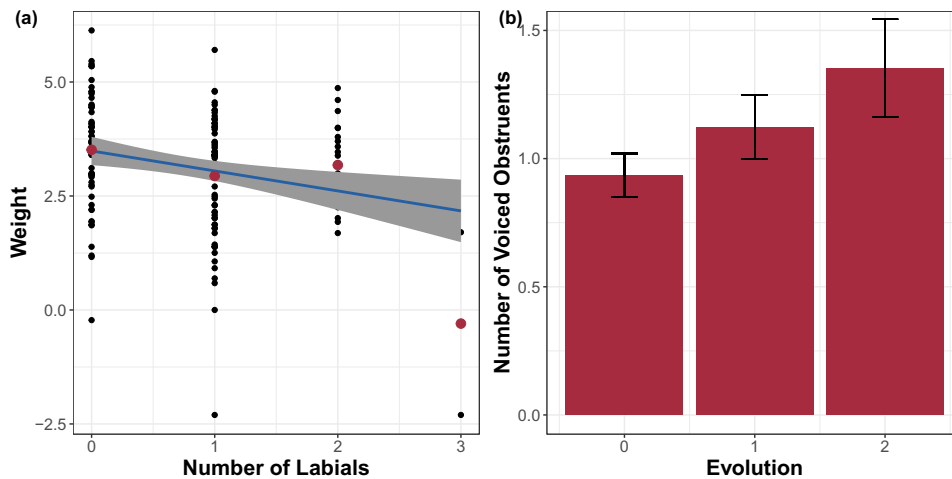 (a)
Weight
5.0
2.5
0.0
−2.5
0 1 2 3
Number of Labials
(b)
Number of Voiced Obstruents
1.5
1.0
0.5
0.0
0 1 2
Evolution